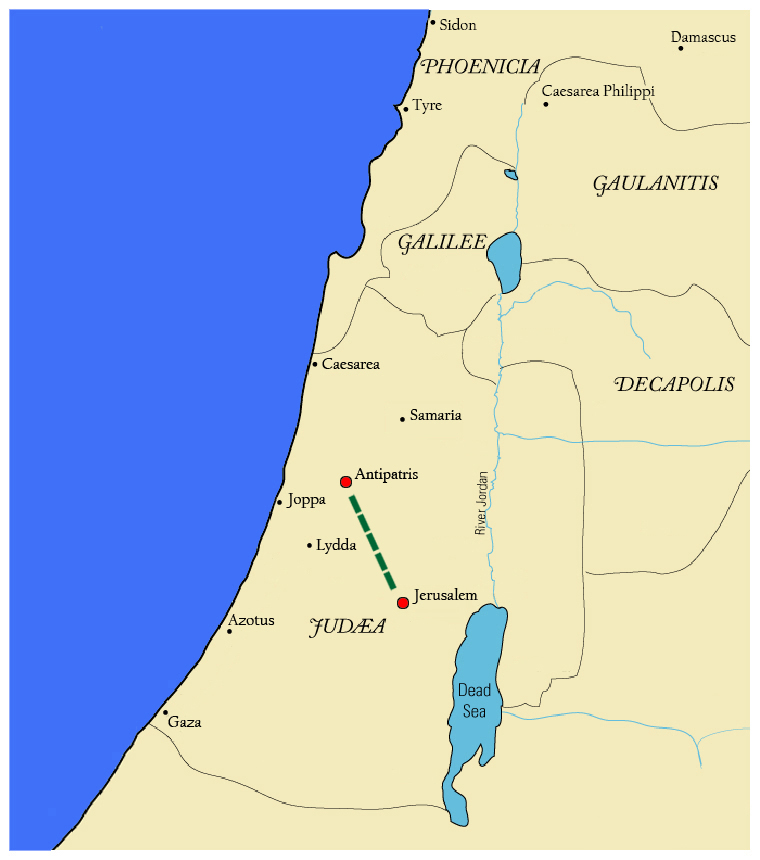 Sidon
Damascus
PHOENICIA
Caesarea Philippi
Tyre
GAULANITIS
GALILEE
Caesarea
DECAPOLIS
Samaria
Antipatris
River Jordan
Joppa
Lydda
Jerusalem
Azotus
JUDÆA
Dead
Sea
Gaza